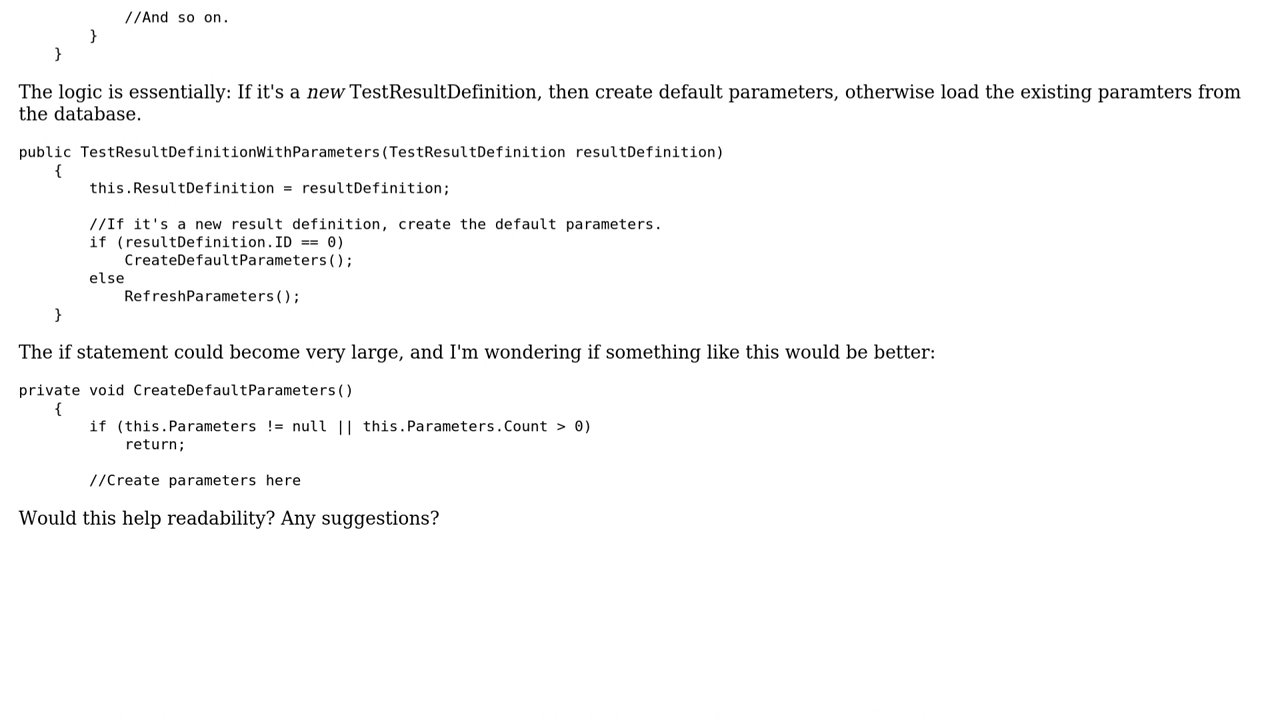 //And so on.
}
}
The logic is essentially: If it's a new TestResultDefinition, then create default parameters, otherwise load the existing paramters from
the database.
public TestResultDefinitionWithParameters(TestResultDefinition resultDefinition)
{
this.ResultDefinition = resultDefinition;
//If it's a new result definition, create the default parameters.
if (resultDefinition.ID == 0)
CreateDefaultParameters();
else
RefreshParameters();
}
The if statement could become very large, and I'm wondering if something like this would be better:
private void CreateDefaultParameters()
{
if (this.Parameters != null || this.Parameters.Count > 0)
return;
//Create parameters here
Would this help readability? Any suggestions?